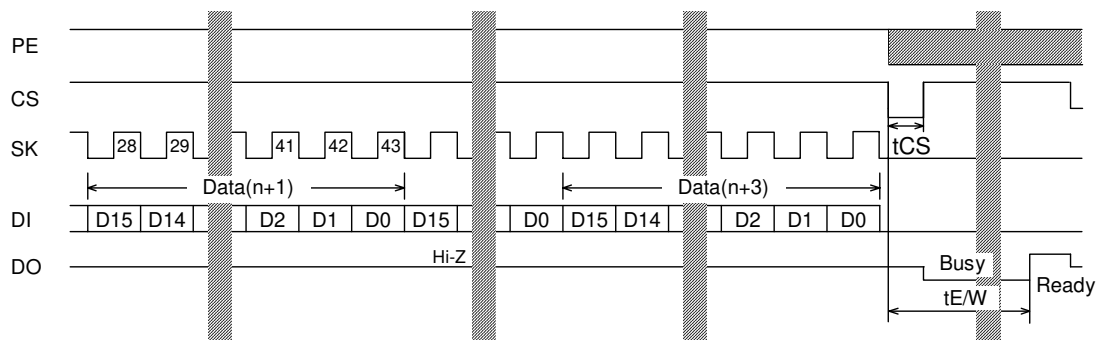 PE
CS
SK 28 29 41 42 43 tCS
Data(n+1) Data(n+3)
DI D15 D14 D2 D1 D0 D15 D0 D15 D14 D2 D1 D0
Hi-Z
DO Busy
Ready
tE/W